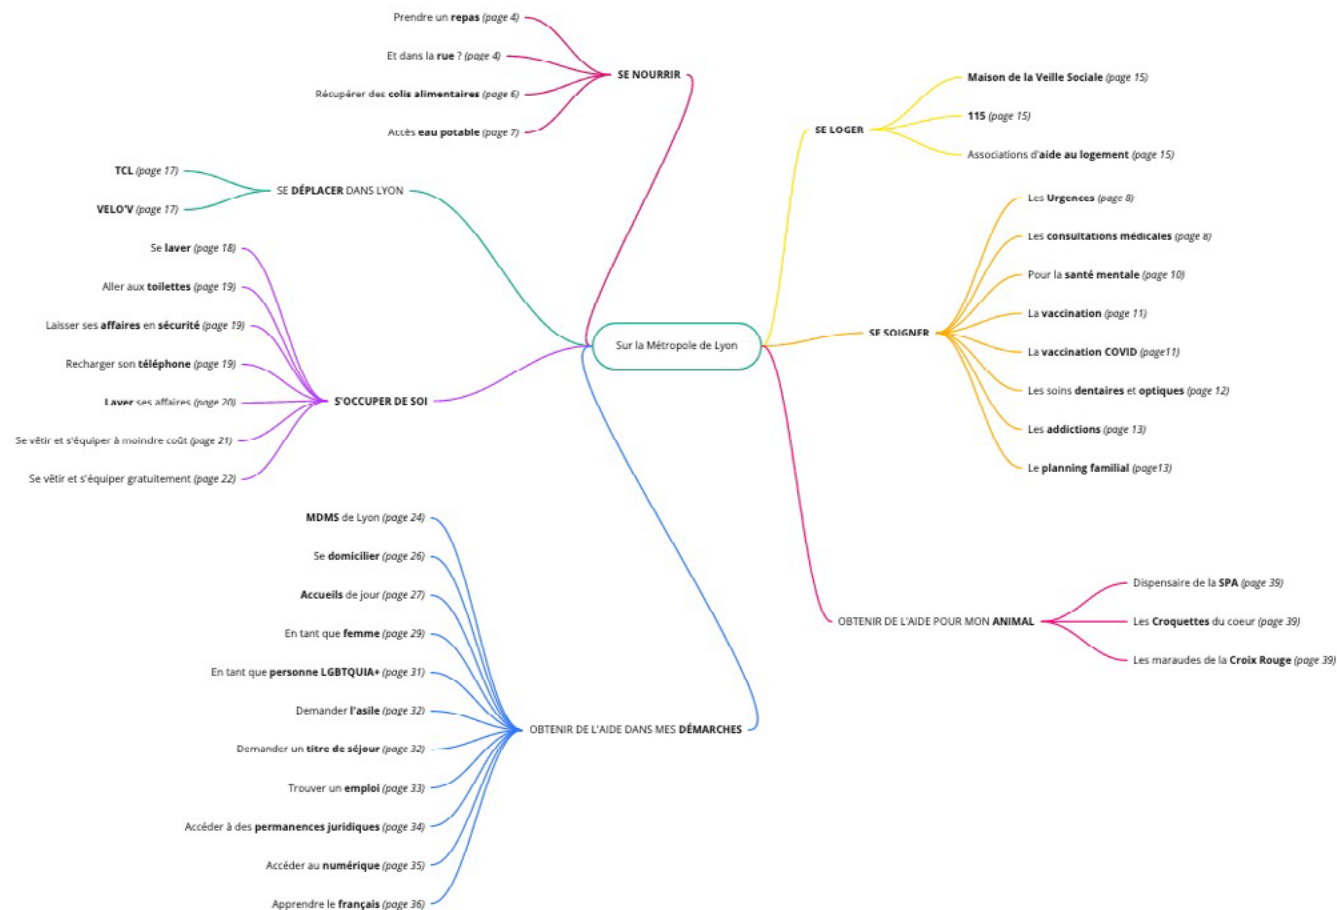 Prendre un repas (page 4)
Et dans la rue ? (page 4)
Récupérer des colis alimentaires (page 6)
Accès eau potable (page 7)
SE NOURRIR
TCL (page 17)
VELO'V (page 17)
SE DÉPLACER DANS LYON
Se laver (page 18)
Aller aux toilettes (page 19)
Laisser ses affaires en sécurité (page 19)
Recharger son téléphone (page 19)
Laver ses affaires (page 20)
Se vêtir et s'équiper à moindre coût (page 21)
Se vêtir et s'équiper gratuitement (page 22)
S'OCCUPER DE SOI
MDMS de Lyon (page 24)
Se domicilier (page 26)
Accueils de jour (page 27)
En tant que femme (page 29)
En tant que personne LGBTQUIA+ (page 31)
Demander l'asile (page 32)
Demander un titre de séjour (page 32)
Trouver un emploi (page 33)
Accéder à des permanences juridiques (page 34)
Accéder au numérique (page 35)
Apprendre le français (page 36)
OBTENIR DE L'AIDE DANS MES DÉMARCHES
Sur la Métropole de Lyon
SE LOGER
Maison de la Veille Sociale (page 15)
115 (page 15)
Associations d'aide au logement (page 15)
SE SOIGNER
Les Urgences (page 8)
Les consultations médicales (page 8)
Pour la santé mentale (page 10)
La vaccination (page 11)
La vaccination COVID (page11)
Les soins dentaires et optiques (page 12)
Les addictions (page 13)
Le planning familial (page13)
OBTENIR DE L'AIDE POUR MON ANIMAL
Dispensaire de la SPA (page 39)
Les Croquettes du coeur (page 39)
Les maraudes de la Croix Rouge (page 39)